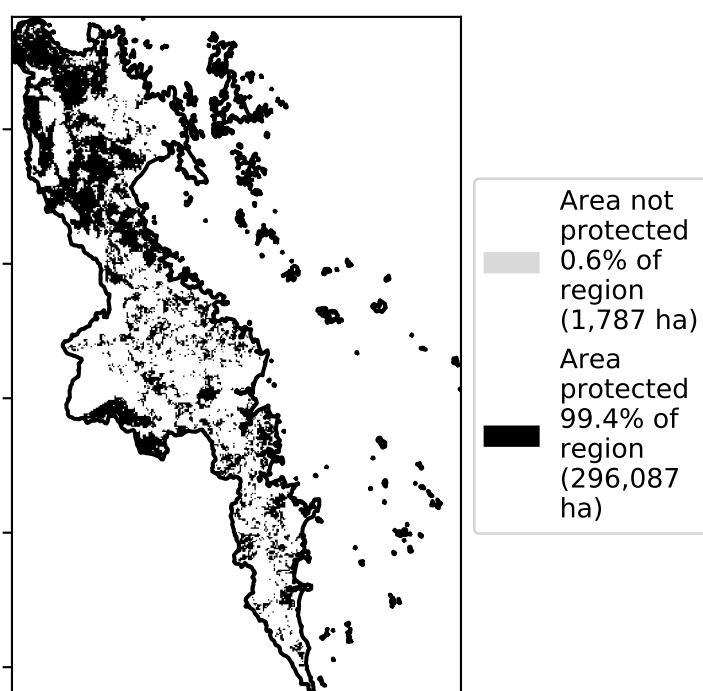 Area not
protected
0.6% of
region
(1,787 ha)
Area
protected
99.4% of
region
(296,087
ha)